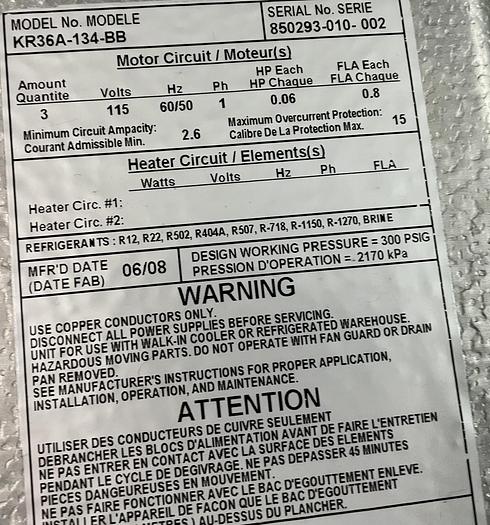 MODEL No. MODELE SERIAL No. SERIE
KR36A-134-BB 850293-010- 002
Motor Circuit / Moteur(s)
Amount Volts Hz Ph HP Each FLA Each
Quantite HP Chaque FLA Chaque
3 115 60/50 1 0.06 0.8
Minimum Circuit Ampacity: 2.6 Maximum Overcurrent Protection: 15
Courant Admissible Min. Calibre De La Protection Max.
Heater Circuit / Elements(s)
Watts Volts Hz Ph FLA
Heater Circ. #1:
Heater Circ. #2:
REFRIGERANTS : R12, R22, R502, R404A, R507, R-718, R-1150, R-1270, BRINE
MFR'D DATE 06/08 DESIGN WORKING PRESSURE = 300 PSIG
(DATE FAB) PRESSION D'OPERATION = 2170 kPa
WARNING
USE COPPER CONDUCTORS ONLY.
DISCONNECT ALL POWER SUPPLIES BEFORE SERVICING.
UNIT FOR USE WITH WALK-IN COOLER OR REFRIGERATED WAREHOUSE.
HAZARDOUS MOVING PARTS. DO NOT OPERATE WITH FAN GUARD OR DRAIN
PAN REMOVED.
SEE MANUFACTURER'S INSTRUCTIONS FOR PROPER APPLICATION,
INSTALLATION, OPERATION, AND MAINTENANCE.
ATTENTION
UTILISER DES CONDUCTEURS DE CUIVRE SEULEMENT
DEBRANCHER LES BLOCS D'ALIMENTATION AVANT DE FAIRE L'ENTRETIEN
NE PAS ENTRER EN CONTACT AVEC LA SURFACE DES ELEMENTS
PENDANT LE CYCLE DE DEGIVRAGE. NE PAS DEPASSER 45 MINUTES
PIECES DANGEUREUSES EN MOUVEMENT.
NE PAS FAIRE FONCTIONNER AVEC LE BAC D'EGOUTTEMENT ENLEVE.
INSTALLER L'APPAREIL DE FACON QUE LE BAC D'EGOUTTEMENT
METRES ) AU-DESSUS DU PLANCHER.